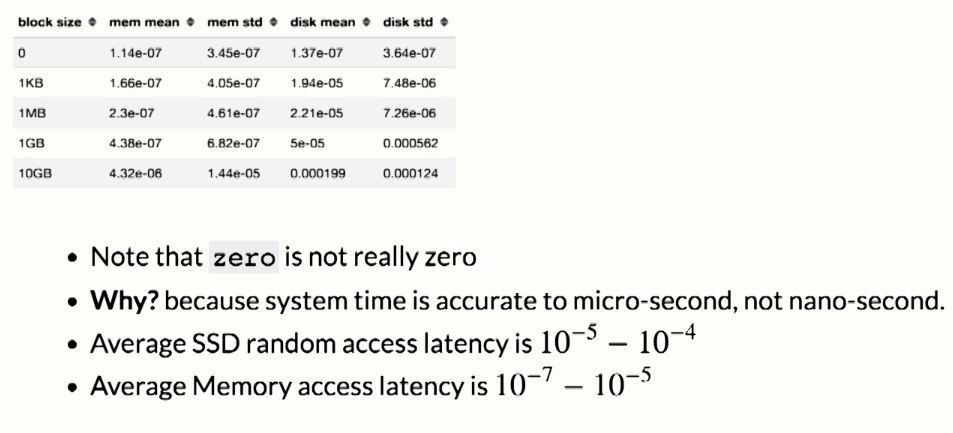 block size mem mean mem std disk mean disk std
0 1.14e-07 3.45e-07 1.37e-07 3.64e-07
1KB 1.66e-07 4.05e-07 1.94e-05 7.48e-06
1MB 2.3e-07 4.61e-07 2.21e-05 7.26e-06
1GB 4.38e-07 6.82e-07 5e-05 0.000562
10GB 4.32e-06 1.44e-05 0.000199 0.000124
• Note that zero is not really zero
• Why? because system time is accurate to micro-second, not nano-second.
• Average SSD random access latency is 10⁻⁵ – 10⁻⁴
• Average Memory access latency is 10⁻⁷ – 10⁻⁵